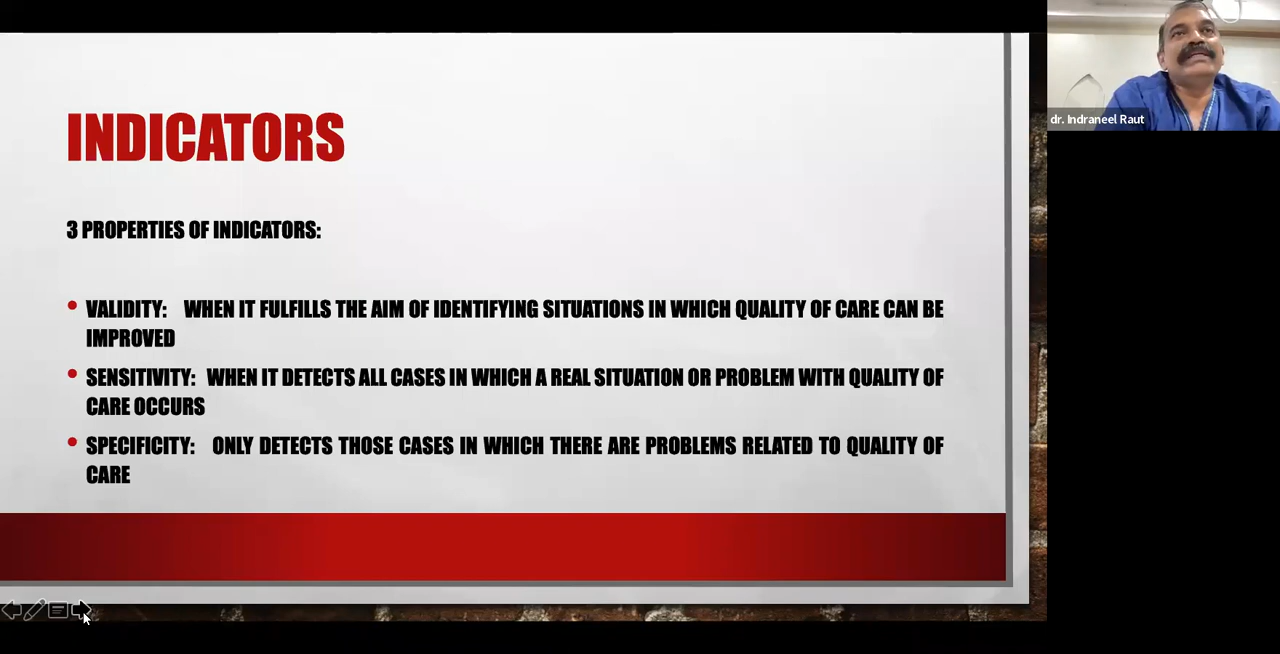 INDICATORS
3 PROPERTIES OF INDICATORS:
• VALIDITY: WHEN IT FULFILLS THE AIM OF IDENTIFYING SITUATIONS IN WHICH QUALITY OF CARE CAN BE
IMPROVED
• SENSITIVITY: WHEN IT DETECTS ALL CASES IN WHICH A REAL SITUATION OR PROBLEM WITH QUALITY OF
CARE OCCURS
• SPECIFICITY: ONLY DETECTS THOSE CASES IN WHICH THERE ARE PROBLEMS RELATED TO QUALITY OF
CARE
dr. Indraneel Raut